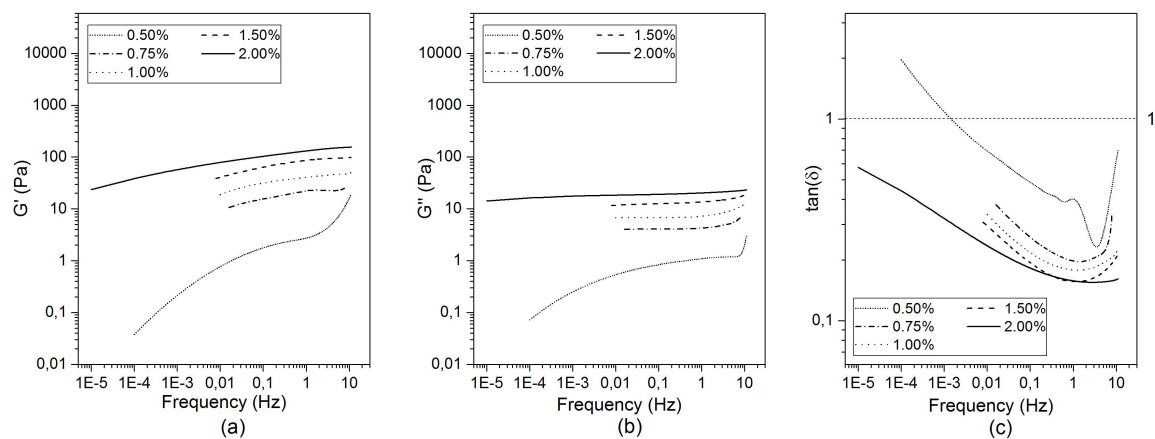 0.50%
1.50%
0.75%
2.00%
1.00%
10000
1000
100
10
1
0,1
0,01
G' (Pa)
1E-5 1E-4 1E-3 0,01 0,1 1 10
Frequency (Hz)
(a)
0.50%
1.50%
0.75%
2.00%
1.00%
10000
1000
100
10
1
0,1
0,01
G'' (Pa)
1E-5 1E-4 1E-3 0,01 0,1 1 10
Frequency (Hz)
(b)
1
0,1
1
tan(δ)
0.50%
1.50%
0.75%
2.00%
1.00%
1E-5 1E-4 1E-3 0,01 0,1 1 10
Frequency (Hz)
(c)